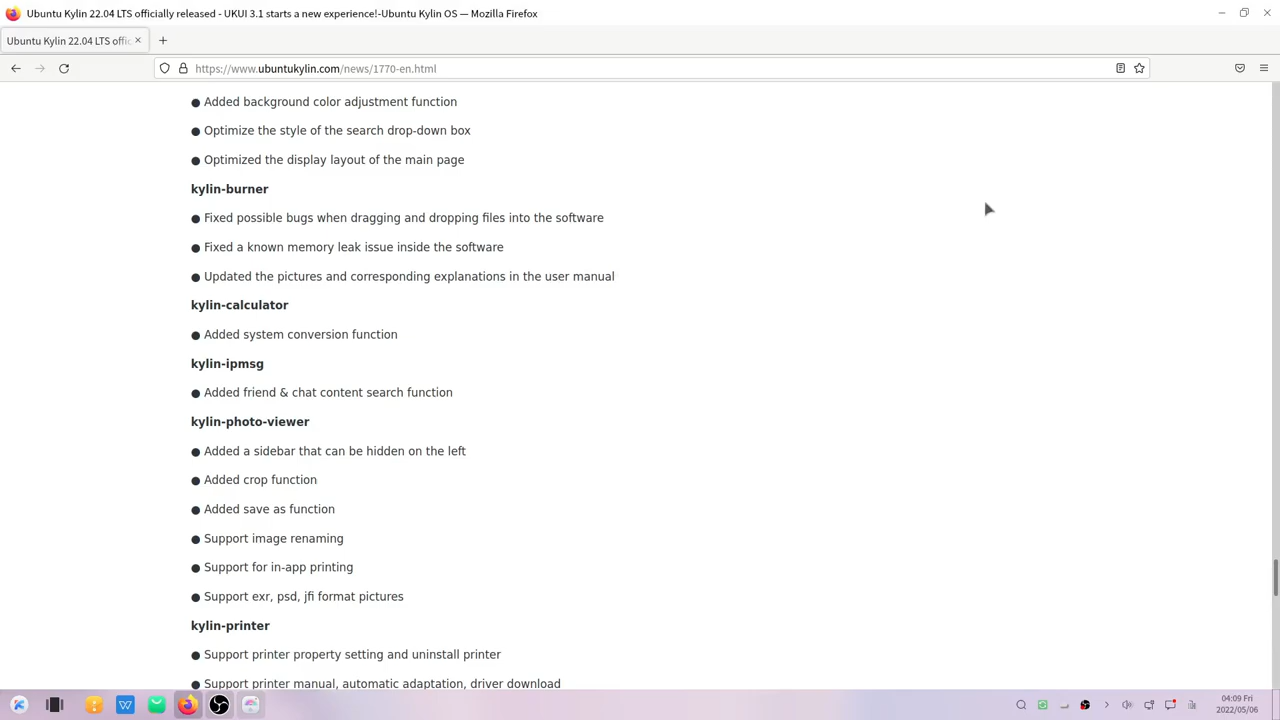 Ubuntu Kylin 22.04 LTS officially released - UKUI 3.1 starts a new experience!-Ubuntu Kylin OS — Mozilla Firefox
Ubuntu Kylin 22.04 LTS offic
https://www.ubuntukylin.com/news/1770-en.html
● Added background color adjustment function
● Optimize the style of the search drop-down box
● Optimized the display layout of the main page
kylin-burner
● Fixed possible bugs when dragging and dropping files into the software
● Fixed a known memory leak issue inside the software
● Updated the pictures and corresponding explanations in the user manual
kylin-calculator
● Added system conversion function
kylin-ipmsg
● Added friend & chat content search function
kylin-photo-viewer
● Added a sidebar that can be hidden on the left
● Added crop function
● Added save as function
● Support image renaming
● Support for in-app printing
● Support exr, psd, jfi format pictures
kylin-printer
● Support printer property setting and uninstall printer
● Support printer manual, automatic adaptation, driver download
04:09 Fri
2022/05/06